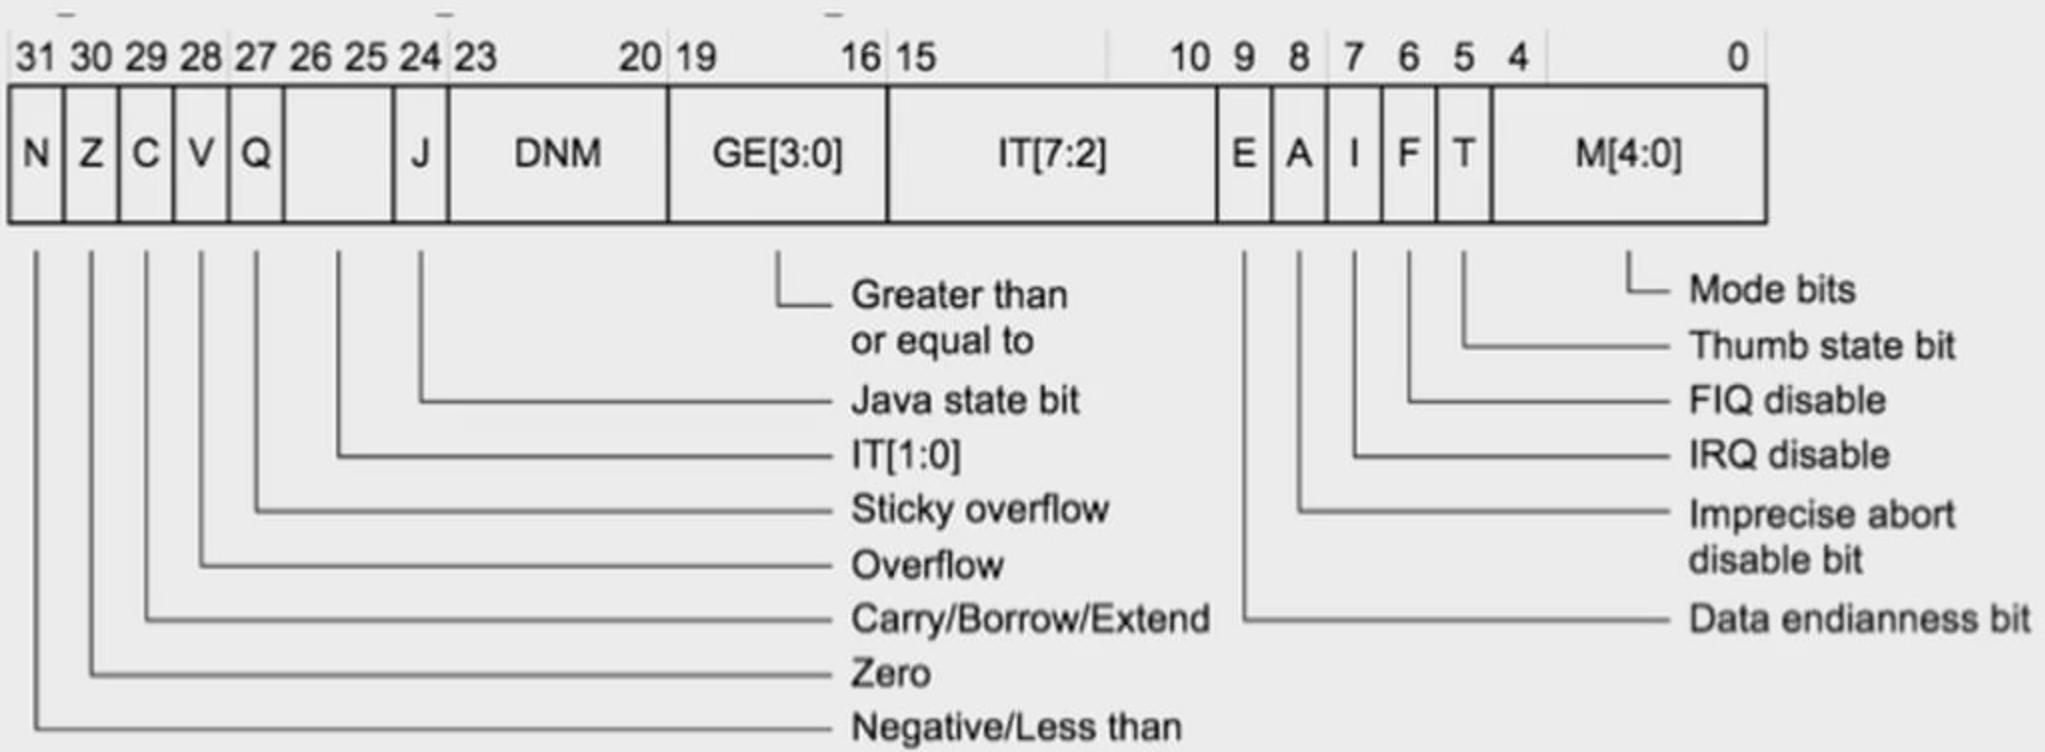 31 30 29 28 27 26 25 24 23 20 19 16 15 10 9 8 7 6 5 4 0
N Z C V Q J DNM GE[3:0] IT[7:2] E A I F T M[4:0]
Greater than
or equal to
Java state bit
IT[1:0]
Sticky overflow
Overflow
Carry/Borrow/Extend
Zero
Negative/Less than
Mode bits
Thumb state bit
FIQ disable
IRQ disable
Imprecise abort
disable bit
Data endianness bit